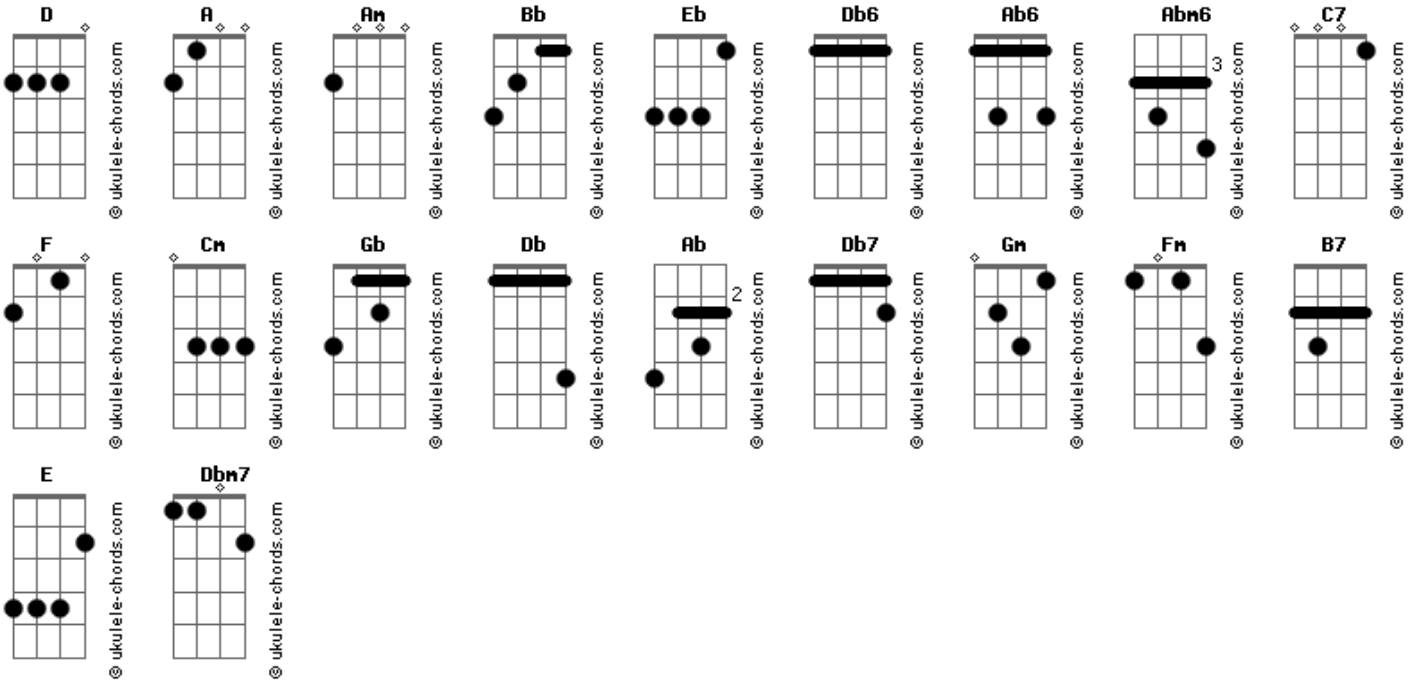 D A Am Bb Eb Db6 Ab6 Abm6 C7
3
© ukulele-chords.com © ukulele-chords.com © ukulele-chords.com © ukulele-chords.com © ukulele-chords.com © ukulele-chords.com © ukulele-chords.com © ukulele-chords.com © ukulele-chords.com
F Cm Gb Db Ab Db7 Gm Fm B7
2
© ukulele-chords.com © ukulele-chords.com © ukulele-chords.com © ukulele-chords.com © ukulele-chords.com © ukulele-chords.com © ukulele-chords.com © ukulele-chords.com © ukulele-chords.com
E Dbm7
© ukulele-chords.com © ukulele-chords.com